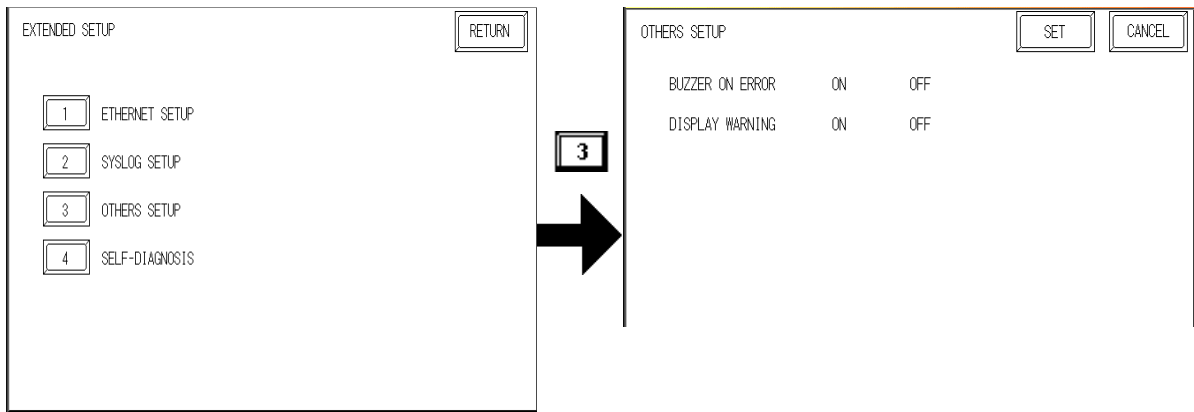 EXTENDED SETUP
RETURN
1 ETHERNET SETUP
2 SYSLOG SETUP
3 OTHERS SETUP
4 SELF-DIAGNOSIS
3
OTHERS SETUP
SET
CANCEL
BUZZER ON ERROR ON OFF
DISPLAY WARNING ON OFF